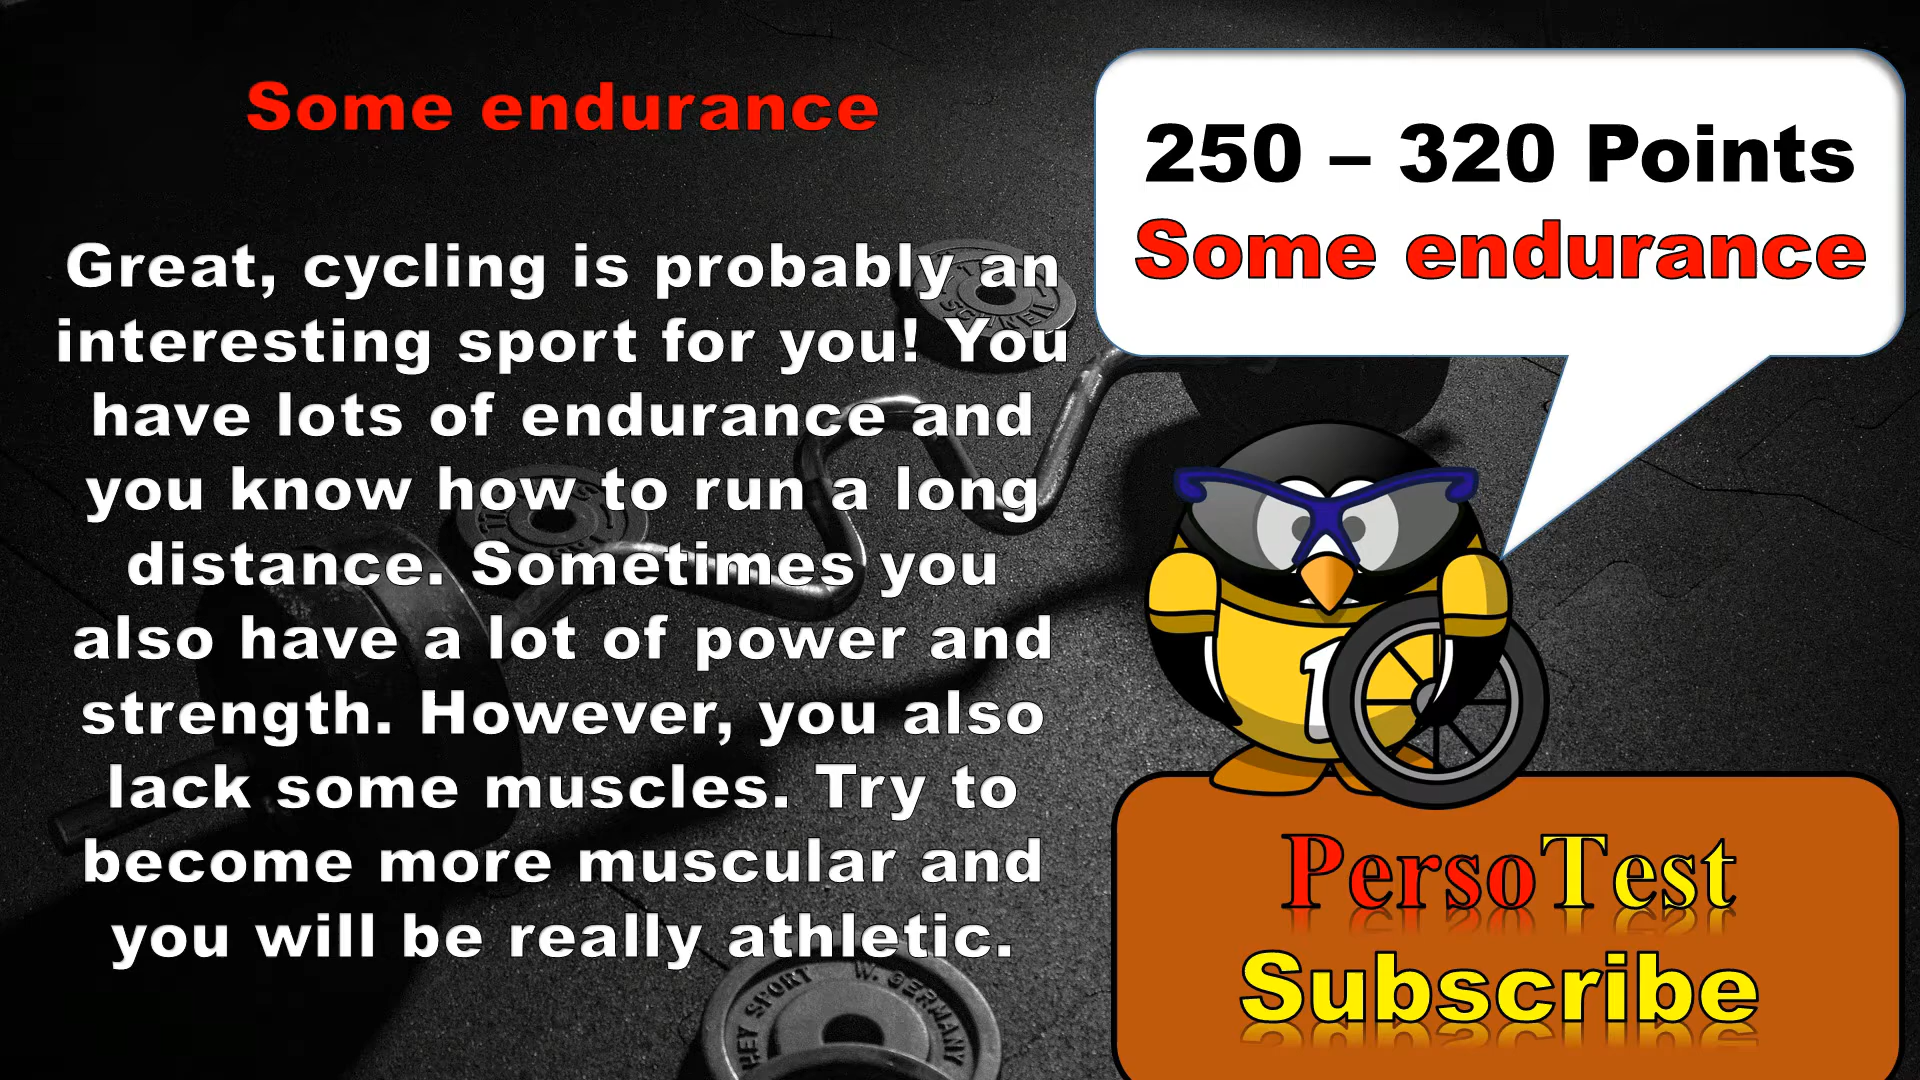 Some endurance
Great, cycling is probably an
interesting sport for you! You
have lots of endurance and
you know how to run a long
distance. Sometimes you
also have a lot of power and
strength. However, you also
lack some muscles. Try to
become more muscular and
you will be really athletic.
250 – 320 Points
Some endurance
1
PersoTest
Subscribe
SPORT W. GERMANY